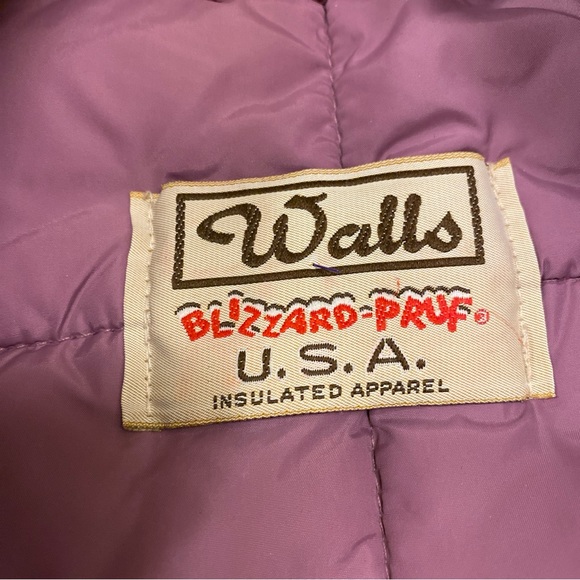 Walls
BLIZZARD-PRUF®
U.S.A.
INSULATED APPAREL